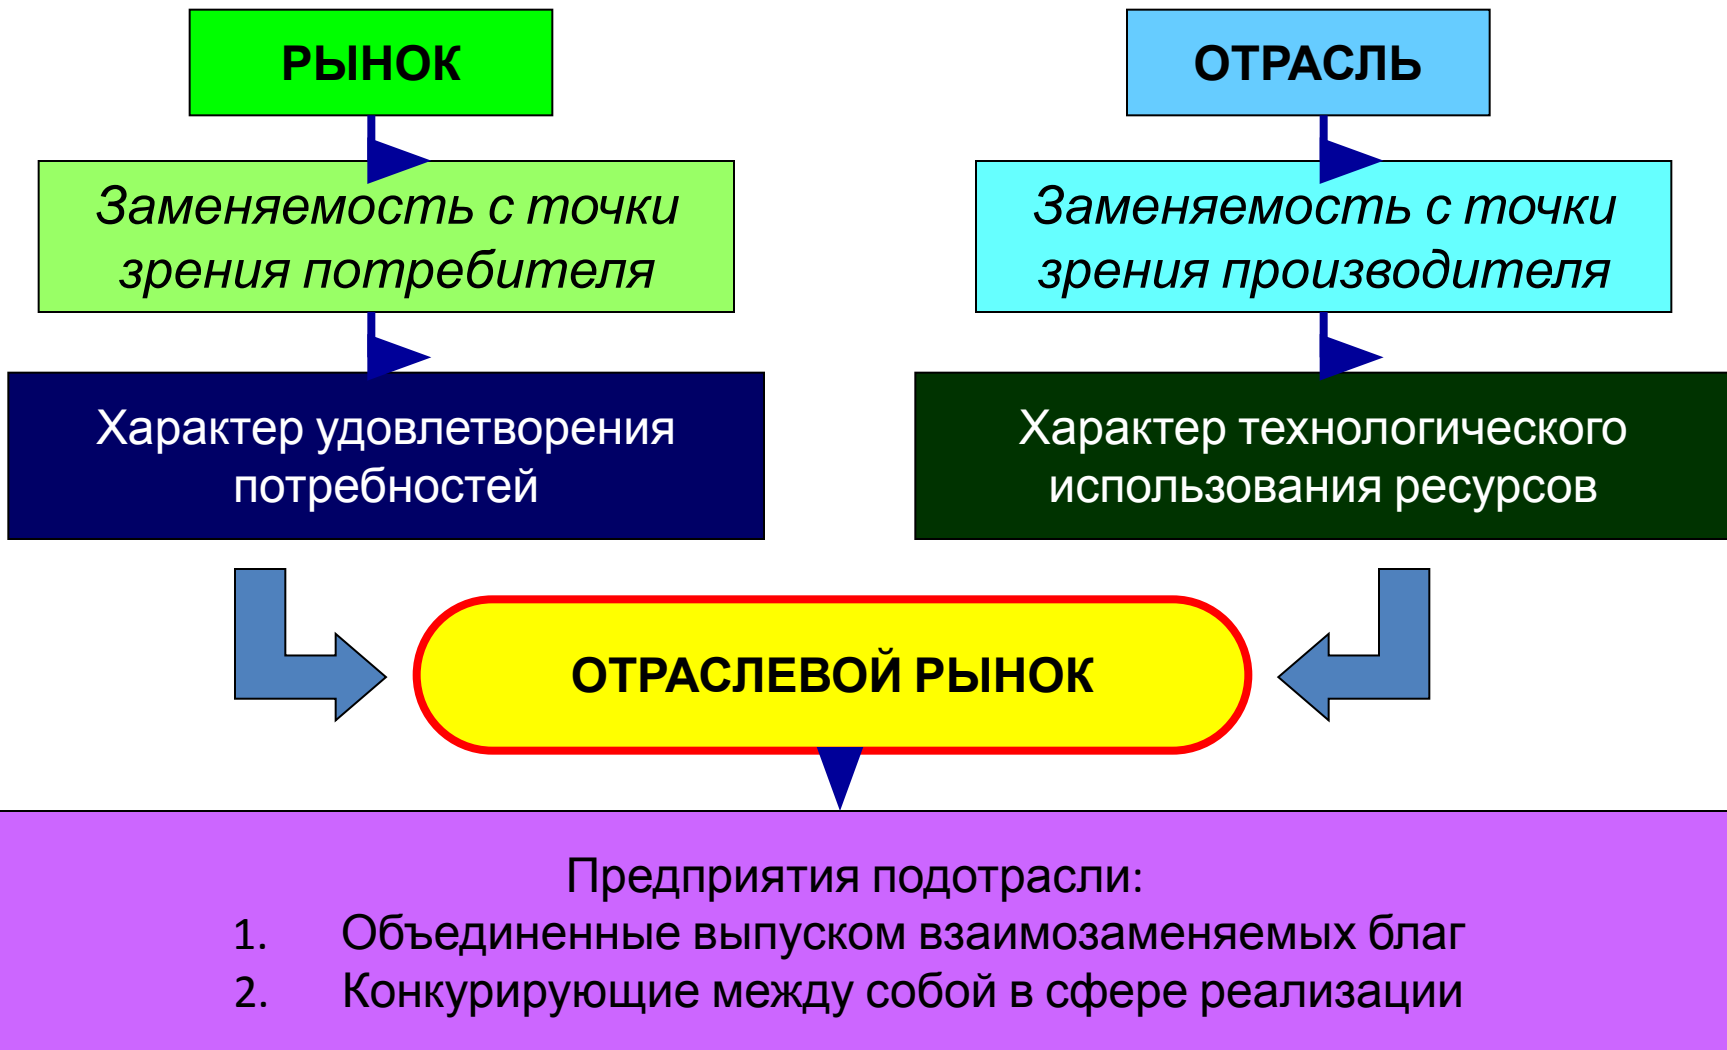 РЫНОК
ОТРАСЛЬ
Заменяемость с точки
зрения потребителя
Заменяемость с точки
зрения производителя
Характер удовлетворения
потребностей
Характер технологического
использования ресурсов
ОТРАСЛЕВОЙ РЫНОК
Предприятия подотрасли:
1. Объединенные выпуском взаимозаменяемых благ
2. Конкурирующие между собой в сфере реализации